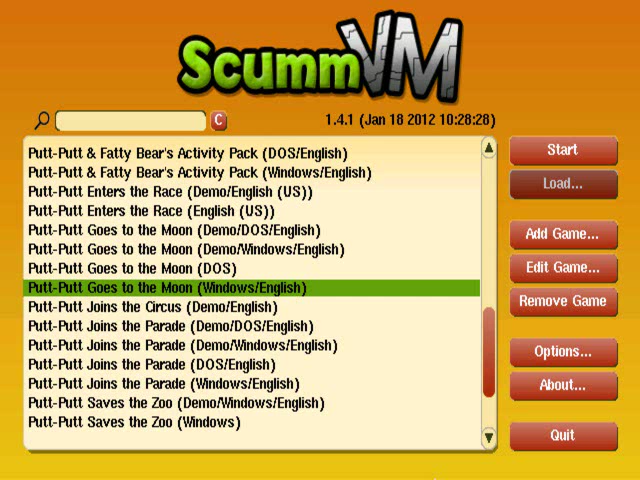 ScummVM
C
1.4.1 (Jan 18 2012 10:28:28)
Putt-Putt & Fatty Bear's Activity Pack (DOS/English)
Putt-Putt & Fatty Bear's Activity Pack (Windows/English)
Putt-Putt Enters the Race (Demo/English (US))
Putt-Putt Enters the Race (English (US))
Putt-Putt Goes to the Moon (Demo/DOS/English)
Putt-Putt Goes to the Moon (Demo/Windows/English)
Putt-Putt Goes to the Moon (DOS)
Putt-Putt Goes to the Moon (Windows/English)
Putt-Putt Joins the Circus (Demo/English)
Putt-Putt Joins the Parade (Demo/DOS/English)
Putt-Putt Joins the Parade (Demo/Windows/English)
Putt-Putt Joins the Parade (DOS/English)
Putt-Putt Joins the Parade (Windows/English)
Putt-Putt Saves the Zoo (Demo/Windows/English)
Putt-Putt Saves the Zoo (Windows)
Start
Load...
Add Game...
Edit Game...
Remove Game
Options...
About...
Quit